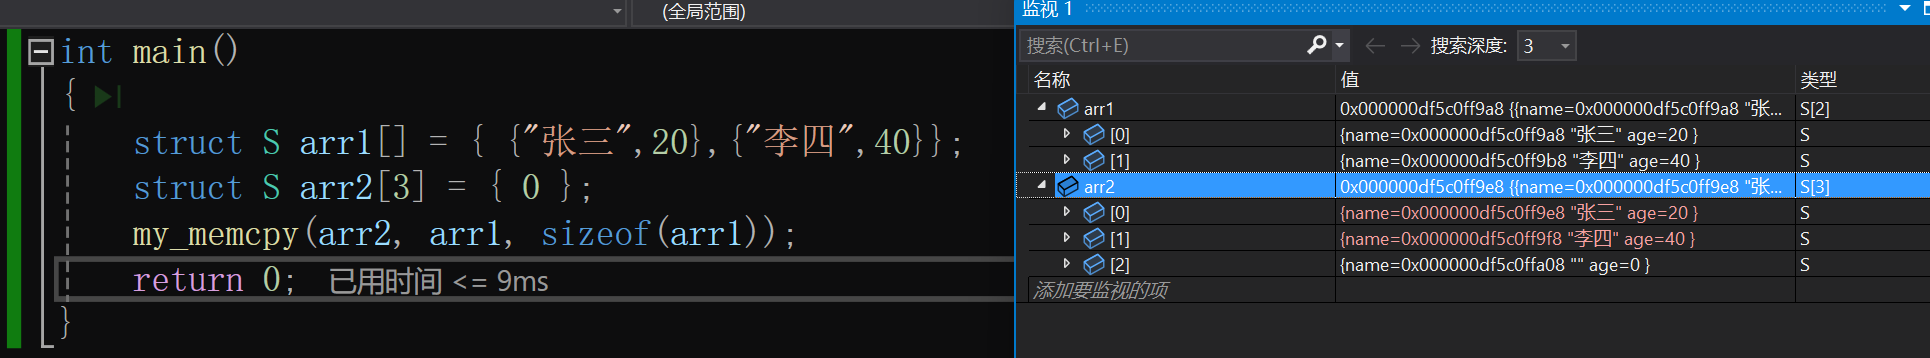 (全局范围)
int main()
{
struct S arr1[] = { {"张三",20},{"李四",40}};
struct S arr2[3] = { 0 };
my_memcpy(arr2, arr1, sizeof(arr1));
return 0; 已用时间 <= 9ms
}
监视 1
搜索(Ctrl+E) 搜索深度: 3
名称 值 类型
arr1 0x000000df5c0ff9a8 {{name=0x000000df5c0ff9a8 "张... S[2]
[0] {name=0x000000df5c0ff9a8 "张三" age=20 } S
[1] {name=0x000000df5c0ff9b8 "李四" age=40 } S
arr2 0x000000df5c0ff9e8 {{name=0x000000df5c0ff9e8 "张... S[3]
[0] {name=0x000000df5c0ff9e8 "张三" age=20 } S
[1] {name=0x000000df5c0ff9f8 "李四" age=40 } S
[2] {name=0x000000df5c0ffa08 "" age=0 } S
添加要监视的项